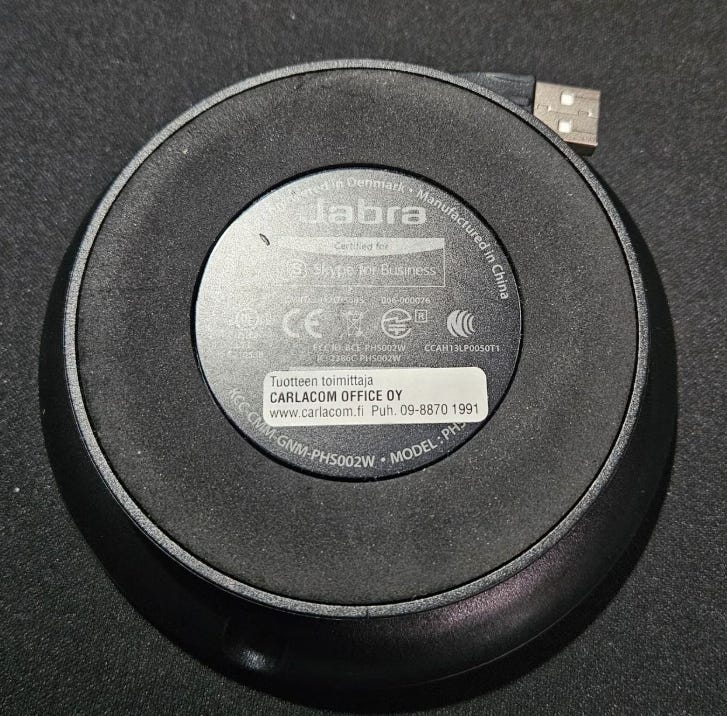 in Denmark • Manufactured in China
Jabra
Certified for
Skype for Business
006-000076
CE
R
FCC ID: BCE-PHS002W
CCAH13LP0050T1
IC: 2386C-PHS002W
Tuotteen toimittaja
CARLACOM OFFICE OY
www.carlacom.fi Puh. 09-8870 1991
KCC-CMM-GNM-PHS002W • MODEL: